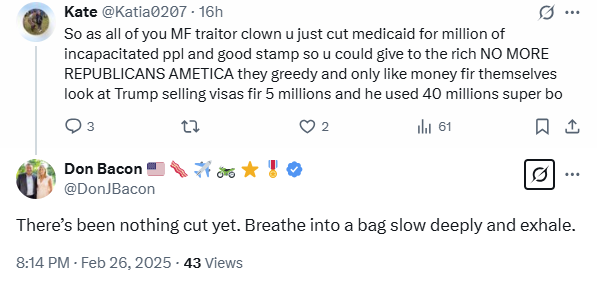 Kate @Katia0207 · 16h
So as all of you MF traitor clown u just cut medicaid for million of
incapacitated ppl and good stamp so u could give to the rich NO MORE
REPUBLICANS AMETICA they greedy and only like money fir themselves
look at Trump selling visas fir 5 millions and he used 40 millions super bo
3 2 61
Don Bacon 🇺🇸 🥓 ✈️ 🏍️ ⭐ 🎖️
@DonJBacon
There’s been nothing cut yet. Breathe into a bag slow deeply and exhale.
8:14 PM · Feb 26, 2025 · 43 Views